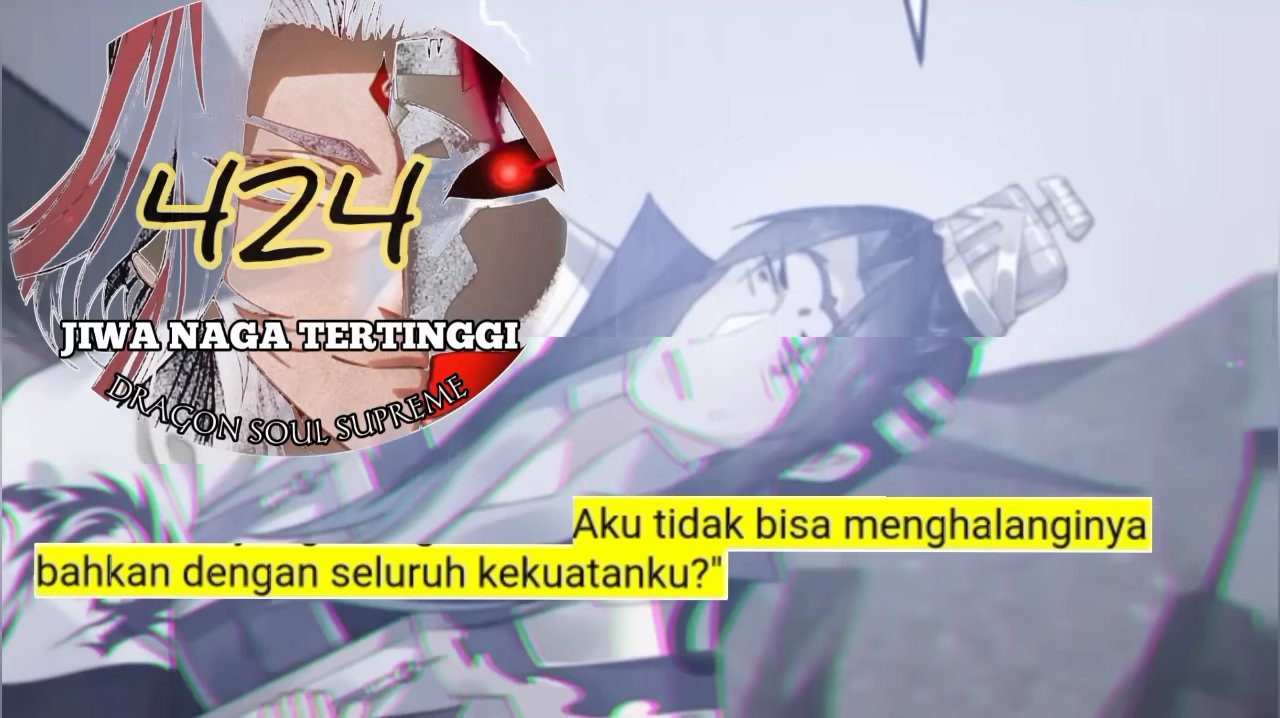 424
JIWA NAGA TERTINGGI
DRAGON SOUL SUPREME
Aku tidak bisa menghalanginya
bahkan dengan seluruh kekuatanku?"